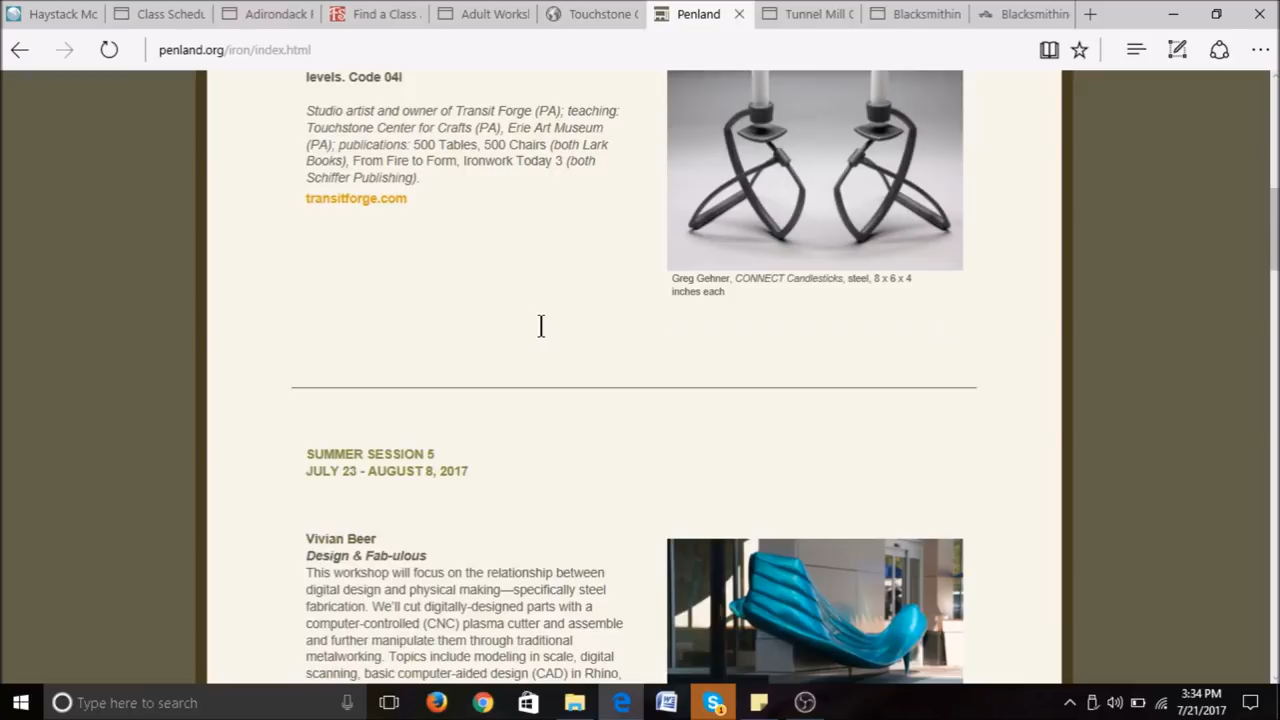 Haystack Mc
Class Schedu
Adirondack
Find a Class
Adult Works
Touchstone C
Penland
Tunnel Mill C
Blacksmithin
Blacksmithin
penland.org/iron/index.html
levels. Code 04I
Studio artist and owner of Transit Forge (PA); teaching:
Touchstone Center for Crafts (PA), Erie Art Museum
(PA); publications: 500 Tables, 500 Chairs (both Lark
Books), From Fire to Form, Ironwork Today 3 (both
Schiffer Publishing).
transitforge.com
Greg Gehner, CONNECT Candlesticks, steel, 8 x 6 x 4
inches each
SUMMER SESSION 5
JULY 23 - AUGUST 8, 2017
Vivian Beer
Design & Fab-ulous
This workshop will focus on the relationship between
digital design and physical making—specifically steel
fabrication. We'll cut digitally-designed parts with a
computer-controlled (CNC) plasma cutter and assemble
and further manipulate them through traditional
metalworking. Topics include modeling in scale, digital
scanning, basic computer-aided design (CAD) in Rhino,
Type here to search
3:34 PM
7/21/2017